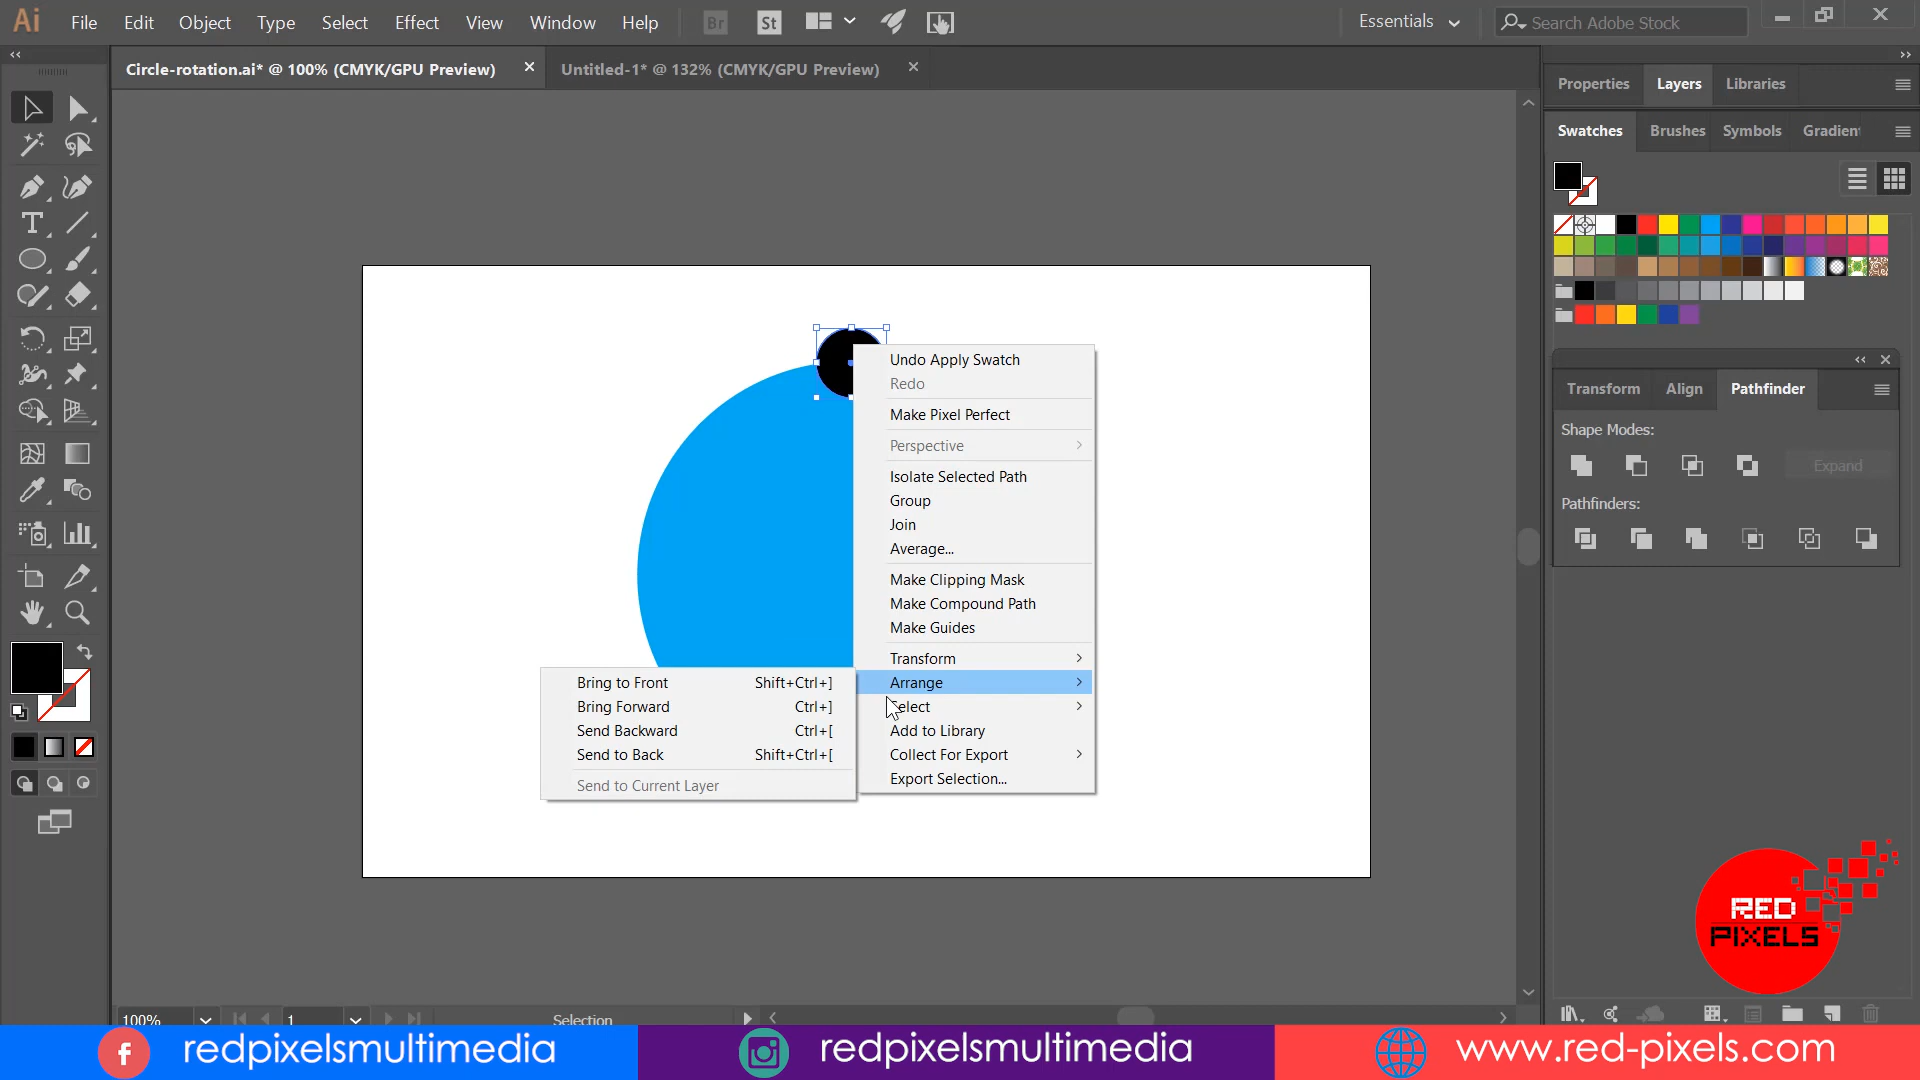 Ai File Edit Object Type Select Effect View Window Help Br St Essentials Search Adobe Stock
Circle-rotation.ai* @ 100% (CMYK/GPU Preview) × Untitled-1* @ 132% (CMYK/GPU Preview) ×
Properties Layers Libraries
Swatches Brushes Symbols Gradien
Transform Align Pathfinder
Shape Modes:
Expand
Pathfinders:
Undo Apply Swatch
Redo
Make Pixel Perfect
Perspective
Isolate Selected Path
Group
Join
Average...
Make Clipping Mask
Make Compound Path
Make Guides
Transform
Arrange
elect
Add to Library
Collect For Export
Export Selection...
Bring to Front Shift+Ctrl+]
Bring Forward Ctrl+]
Send Backward Ctrl+[
Send to Back Shift+Ctrl+[
Send to Current Layer
RED
PIXELS
100% 1 Selection
redpixelsmultimedia redpixelsmultimedia www.red-pixels.com